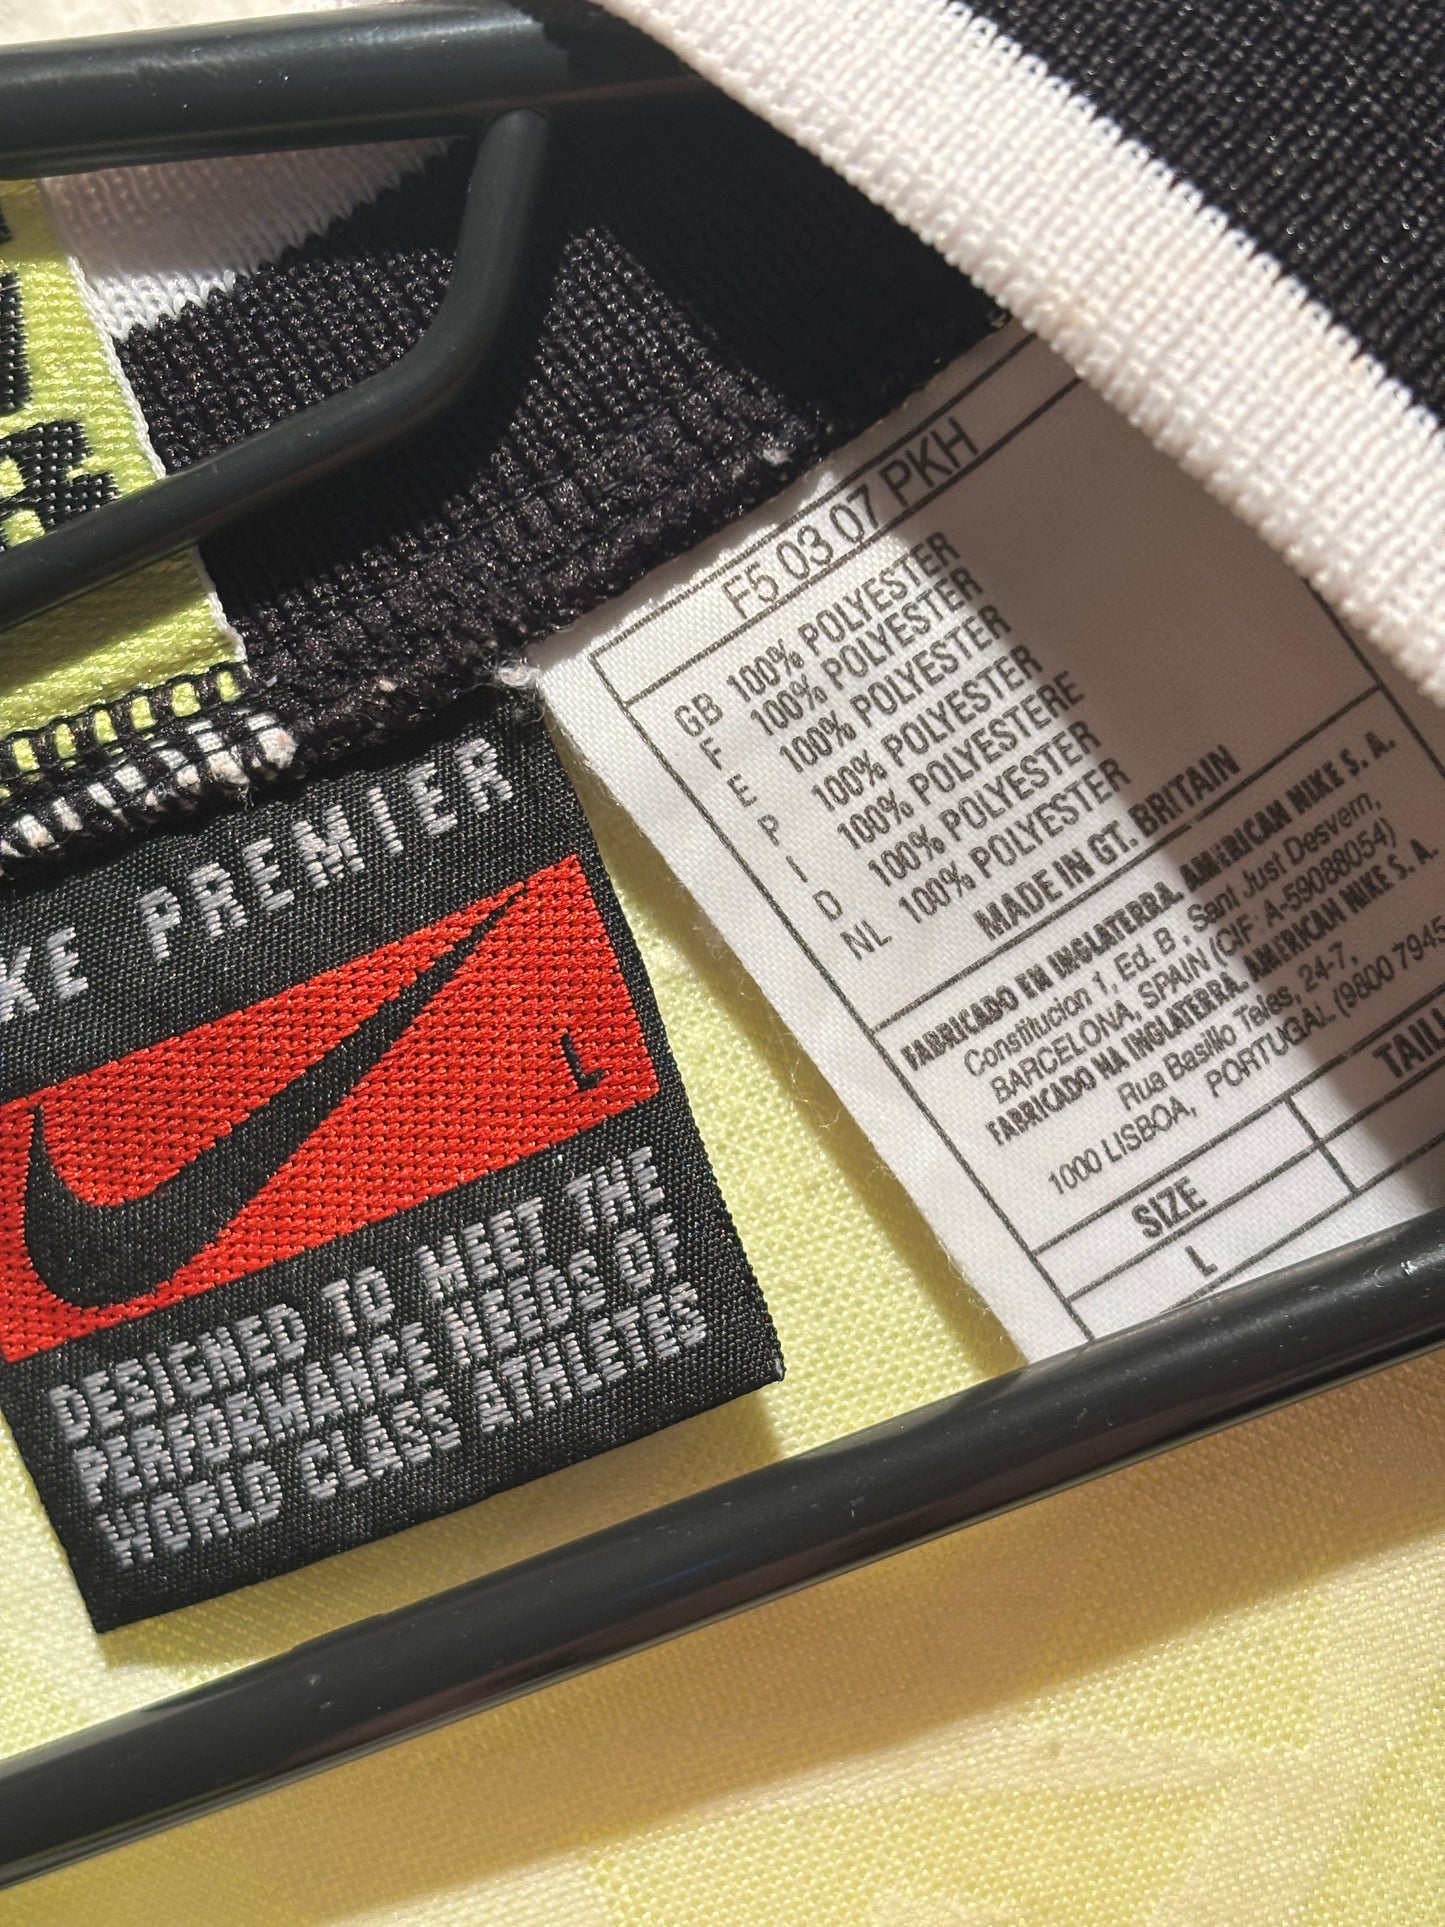 KE PREMIER
L
DESIGNED TO MEET THE
PERFORMANCE NEEDS OF
WORLD CLASS ATHLETES
F5 03 07 PKH
GB 100% POLYESTER
F 100% POLYESTER
E 100% POLYESTER
P 100% POLYESTER
I 100% POLYESTERE
D 100% POLYESTER
NL 100% POLYESTER
MADE IN GT. BRITAIN
FABRICADO EN INGLATERRA. AMERICAN NIKE S. A.
Constitucion 1, Ed. B, Sant Just Desvern,
BARCELONA, SPAIN (CIF: A-59088054)
FABRICADO NA INGLATERRA. AMERICAN NIKE S. A.
Rua Basilio Teles, 24-7,
1000 LISBOA, PORTUGAL (9800 7945
SIZE TAILL
L